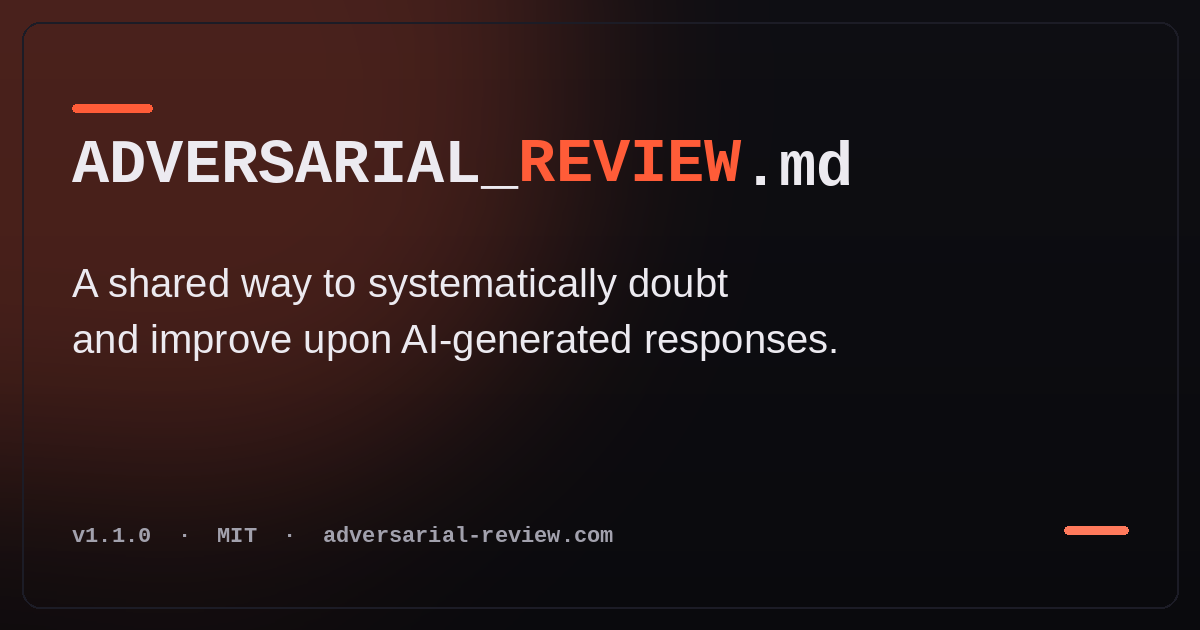 ADVERSARIAL_REVIEW.md
A shared way to systematically doubt
and improve upon AI-generated responses.
v1.1.0 · MIT · adversarial-review.com